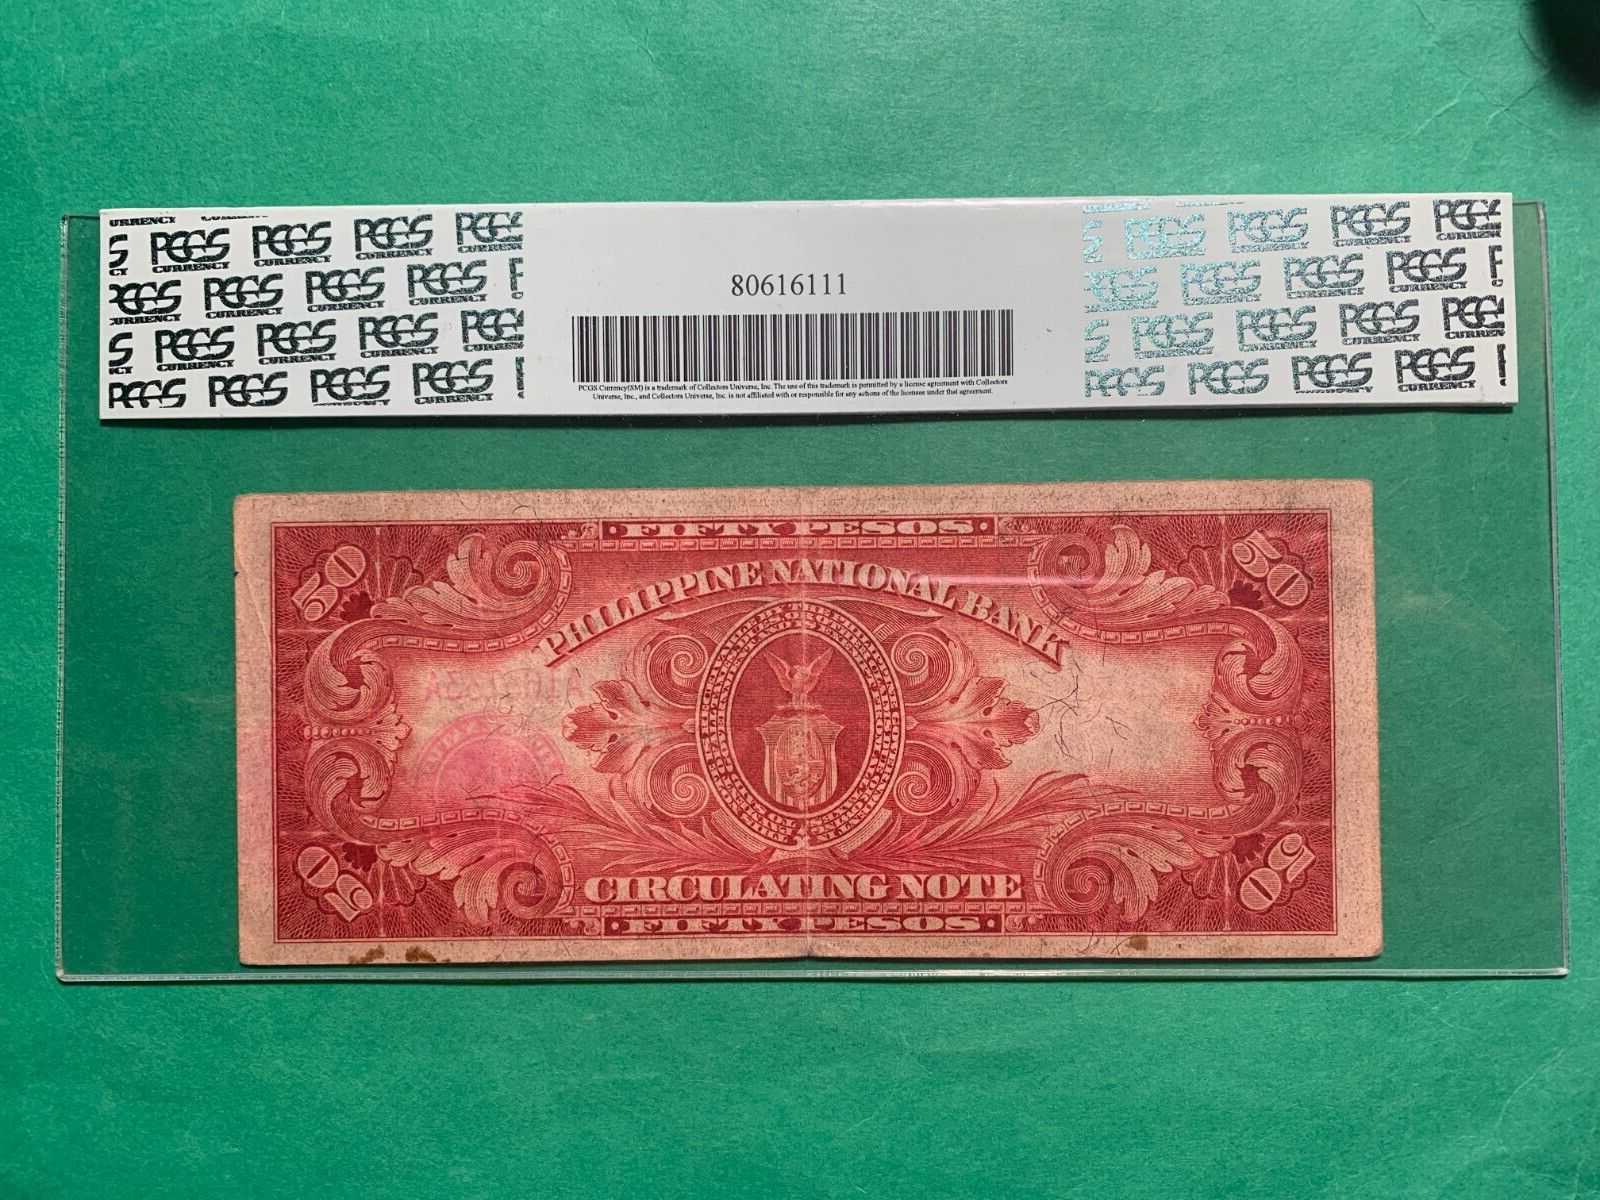 PCGS CURRENCY
80616111
PCGS Currency(SM) is a trademark of Collectors Universe, Inc. The use of this trademark is permitted by a license agreement with Collectors
Universe, Inc., and Collectors Universe, Inc. is not affiliated with or responsible for any actions of the licensee under that agreement.
FIFTY PESOS
50 50
PHILIPPINE NATIONAL BANK
50 50
CIRCULATING NOTE
FIFTY PESOS